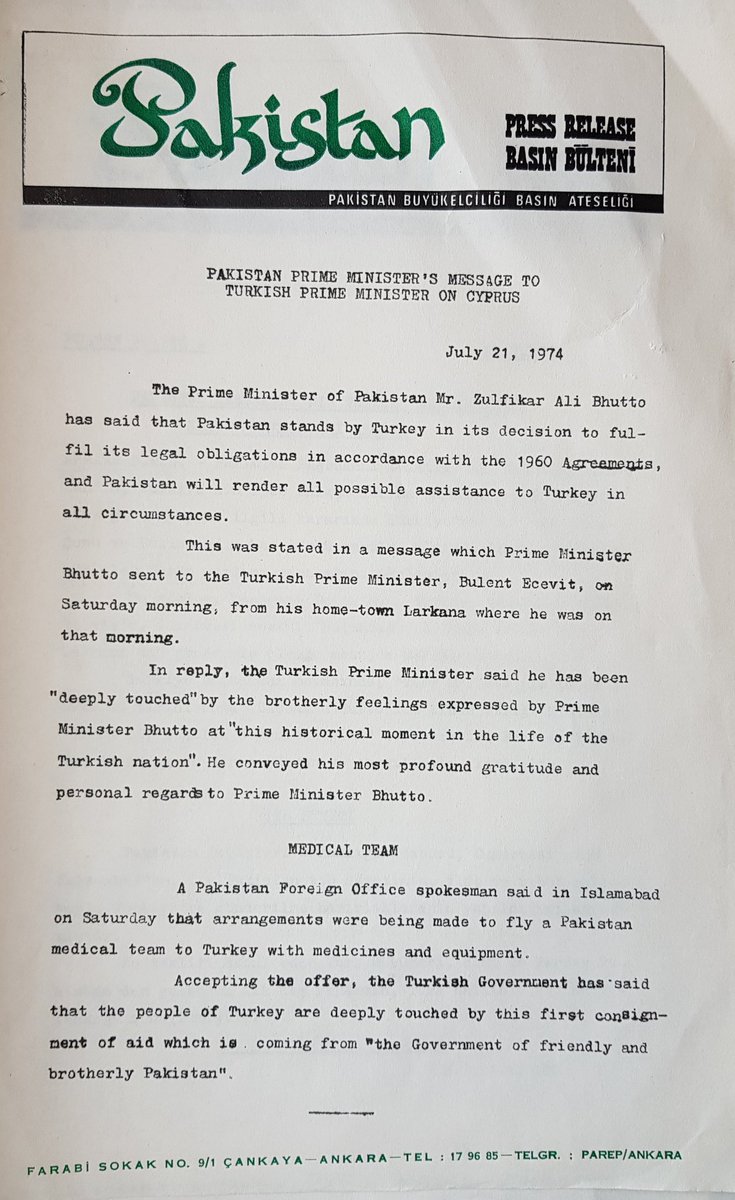 Pakistan
PRESS RELEASE
BASIN BÜLTENİ
PAKİSTAN BUYÜKELCİLİĞİ BASIN ATESELİĞİ
PAKISTAN PRIME MINISTER'S MESSAGE TO
TURKISH PRIME MINISTER ON CYPRUS
July 21, 1974
The Prime Minister of Pakistan Mr. Zulfikar Ali Bhutto
has said that Pakistan stands by Turkey in its decision to ful-
fil its legal obligations in accordance with the 1960 Agreements,
and Pakistan will render all possible assistance to Turkey in
all circumstances.
This was stated in a message which Prime Minister
Bhutto sent to the Turkish Prime Minister, Bulent Ecevit, on
Saturday morning, from his home-town Larkana where he was on
that morning.
In reply, the Turkish Prime Minister said he has been
"deeply touched" by the brotherly feelings expressed by Prime
Minister Bhutto at "this historical moment in the life of the
Turkish nation". He conveyed his most profound gratitude and
personal regards to Prime Minister Bhutto.
MEDICAL TEAM
A Pakistan Foreign Office spokesman said in Islamabad
on Saturday that arrangements were being made to fly a Pakistan
medical team to Turkey with medicines and equipment.
Accepting the offer, the Turkish Government has said
that the people of Turkey are deeply touched by this first consign-
ment of aid which is coming from "the Government of friendly and
brotherly Pakistan".
FARABİ SOKAK NO. 9/1 ÇANKAYA—ANKARA—TEL : 17 96 85 — TELGR. : PAREP/ANKARA